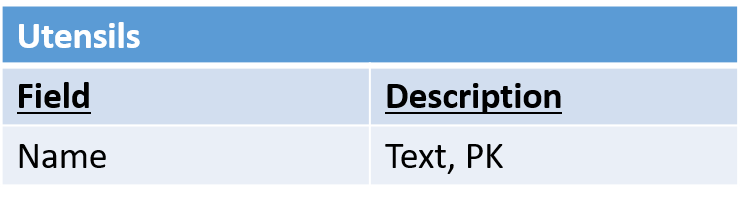 Utensils
Field Description
Name Text, PK